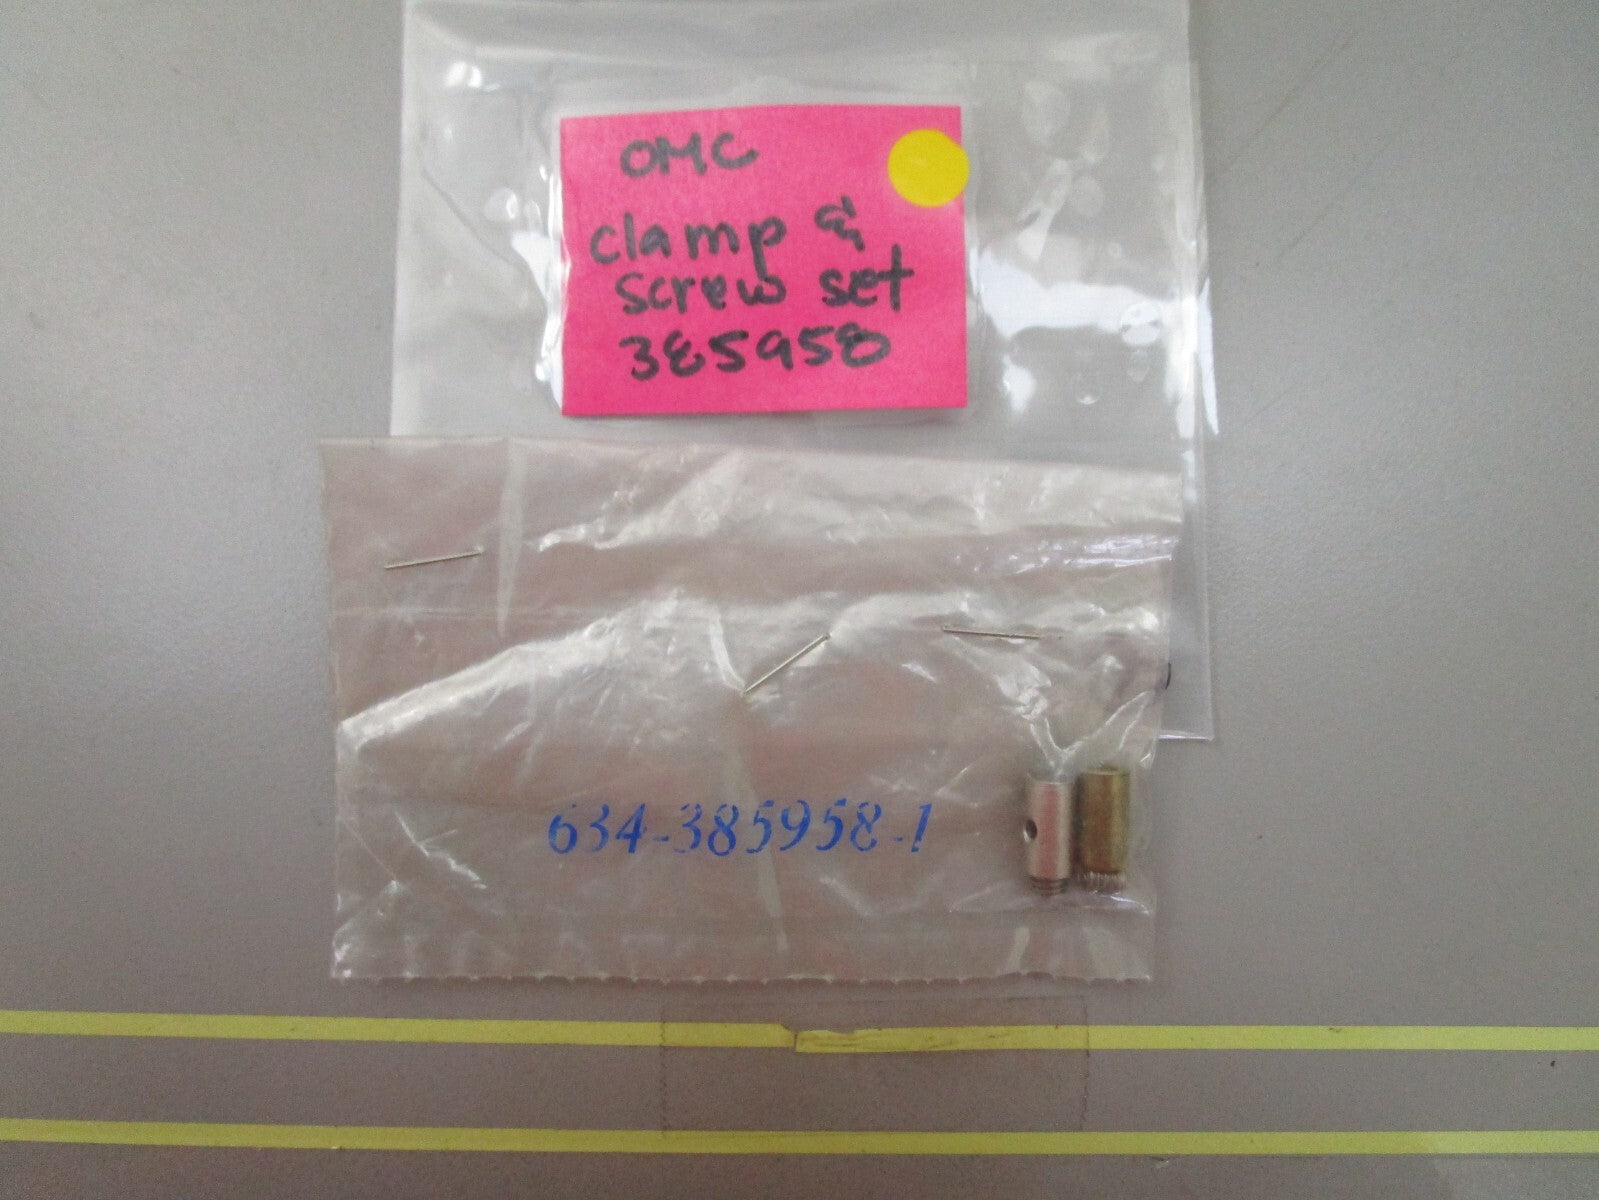 OMC
clamp &
screw set
385958
634-385958-1